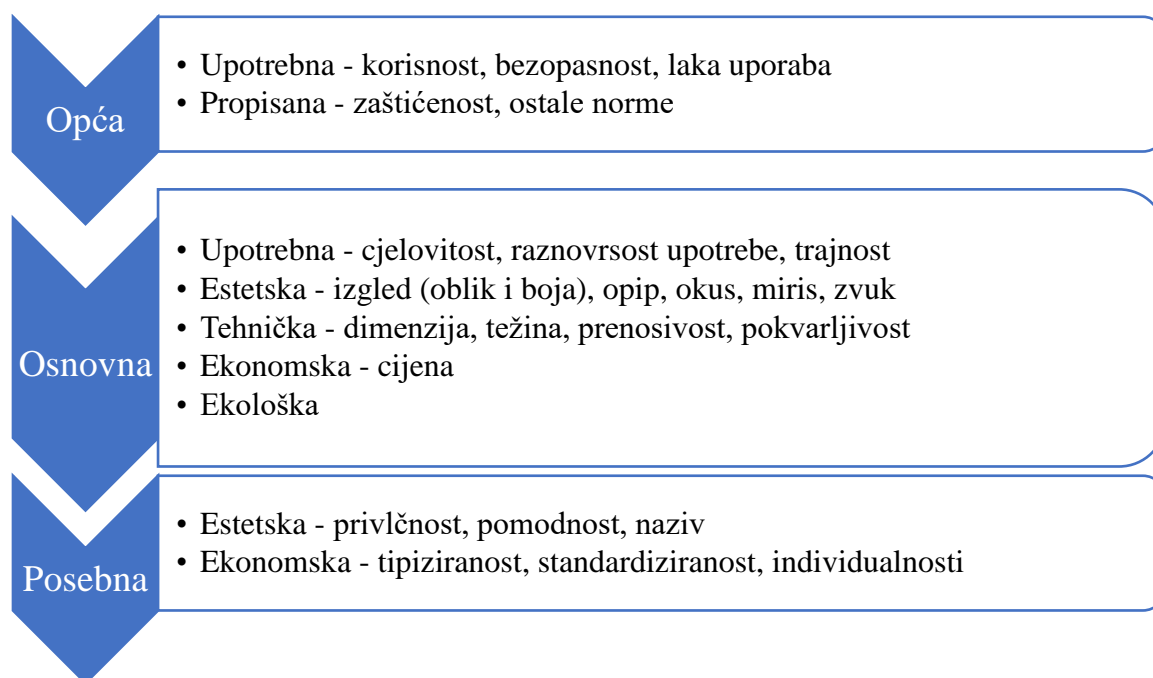 Opća
• Upotrebna - korisnost, bezopasnost, laka uporaba
• Propisana - zaštićenost, ostale norme
Osnovna
• Upotrebna - cjelovitost, raznovrsost upotrebe, trajnost
• Estetska - izgled (oblik i boja), opip, okus, miris, zvuk
• Tehnička - dimenzija, težina, prenosivost, pokvarljivost
• Ekonomska - cijena
• Ekološka
Posebna
• Estetska - privlčnost, pomodnost, naziv
• Ekonomska - tipiziranost, standardiziranost, individualnosti